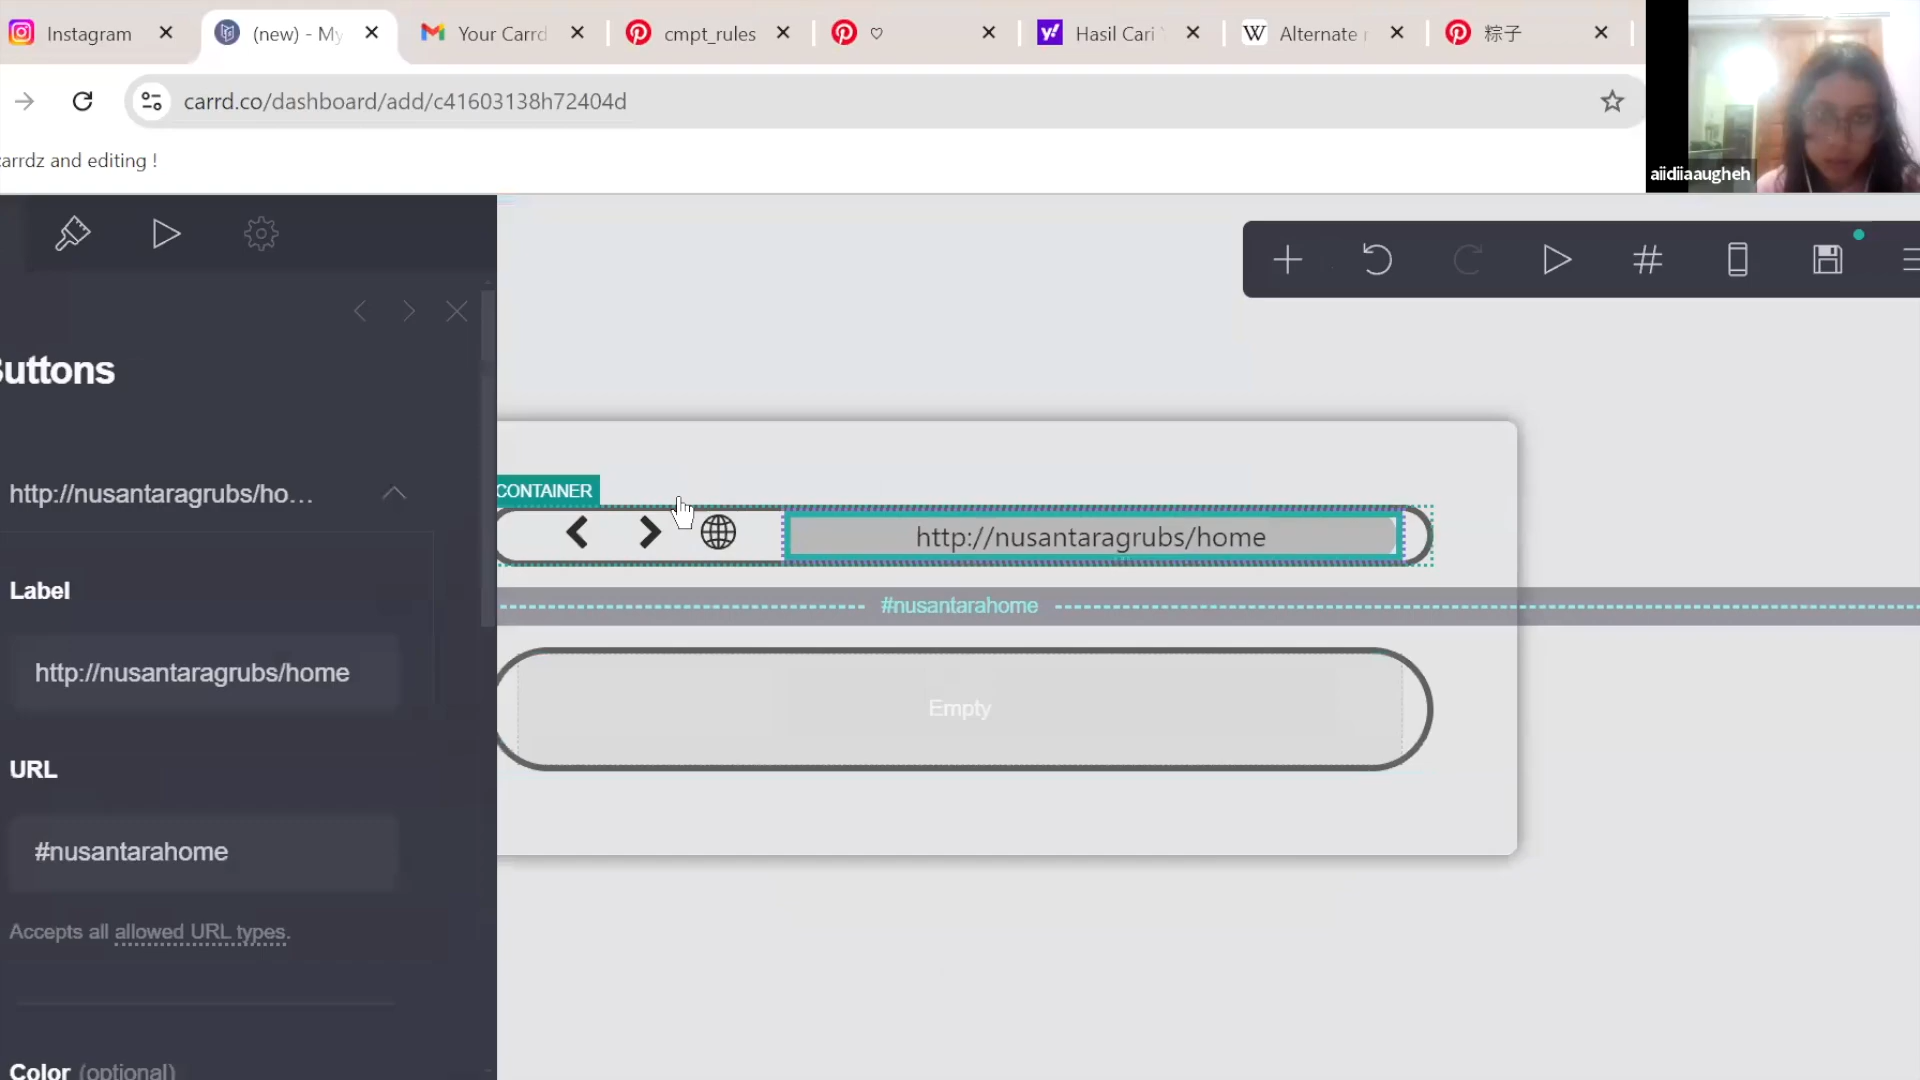 Instagram
(new) - My
Your Carrd
cmpt_rules
♡
Hasil Cari
Alternate
粽子
carrd.co/dashboard/add/c41603138h72404d
carrdz and editing !
aiidiiaaugheh
Buttons
CONTAINER
http://nusantaragrubs/ho...
http://nusantaragrubs/home
#nusantarahome
Label
http://nusantaragrubs/home
Empty
URL
#nusantarahome
Accepts all allowed URL types.
Color (optional)